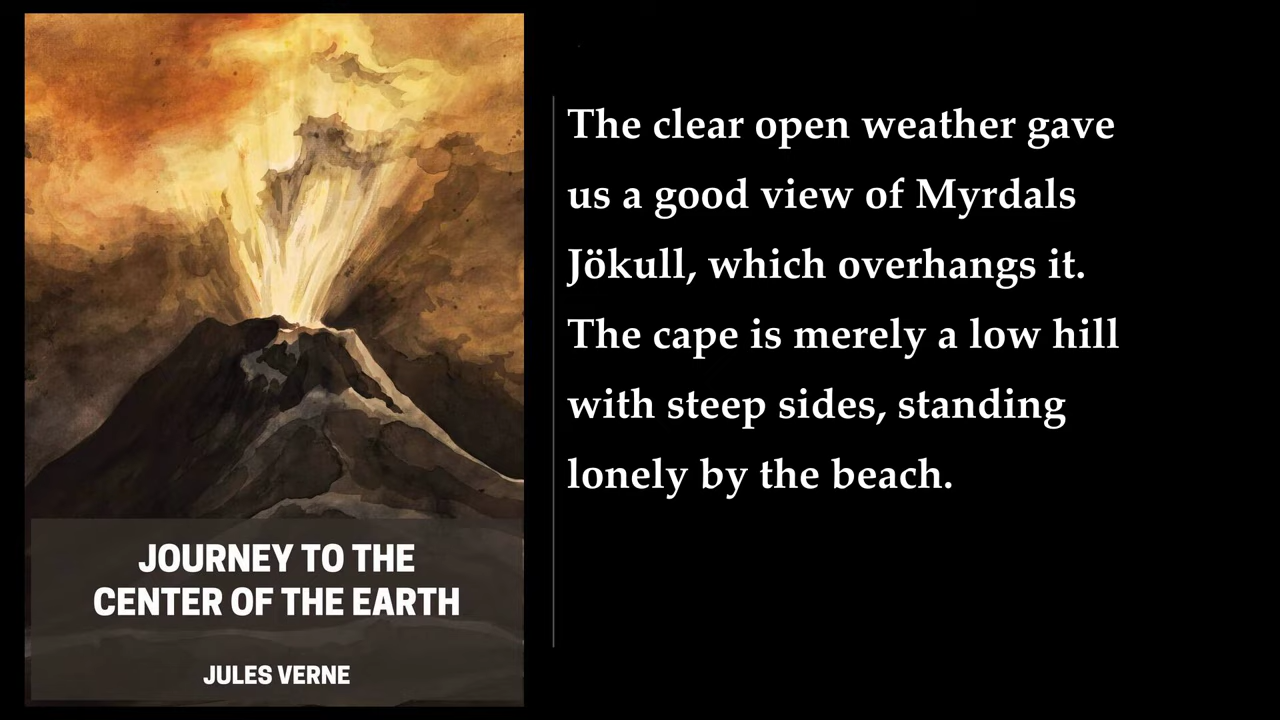 JOURNEY TO THE
CENTER OF THE EARTH
JULES VERNE
The clear open weather gave
us a good view of Myrdals
Jökull, which overhangs it.
The cape is merely a low hill
with steep sides, standing
lonely by the beach.